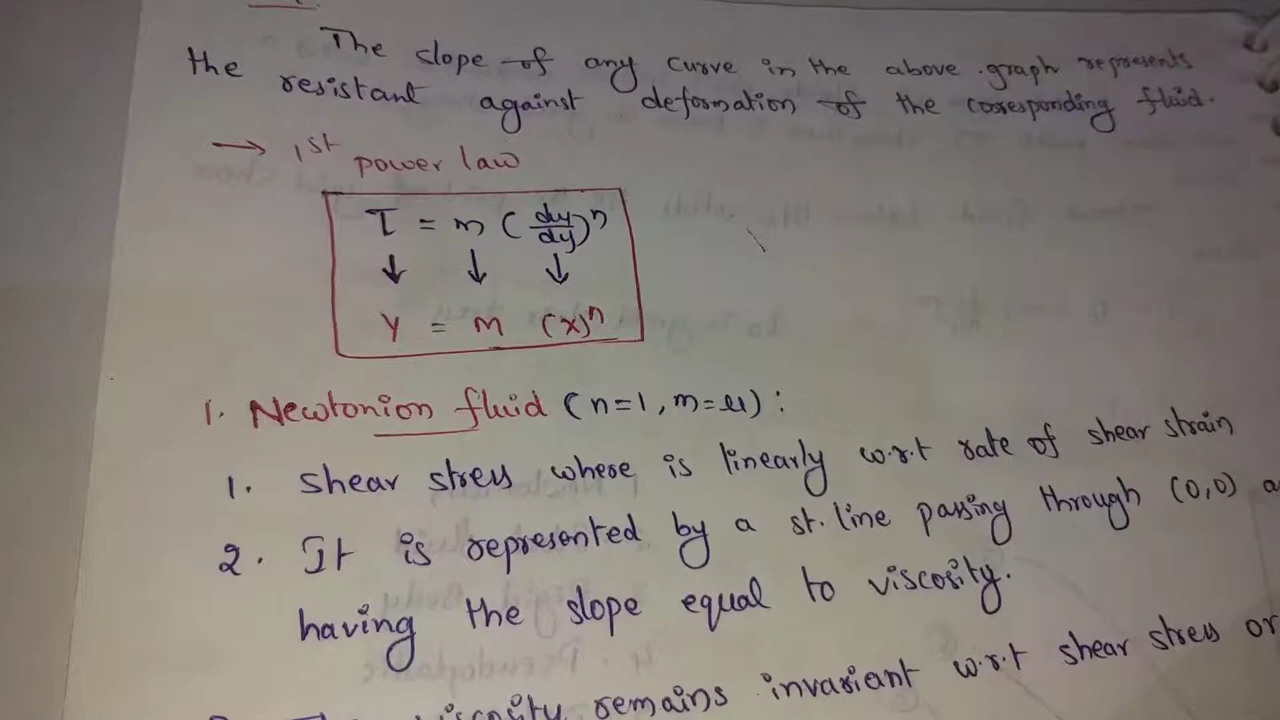 The slope of any curve in the above graph represents
the resistant against deformation of the corresponding fluid.
→ 1st power law
τ = m (du/dy)ⁿ
↓ ↓ ↓
Y = m (x)ⁿ
1. Newtonion fluid (n=1, m=μ):
1. Shear stress where is linearly w.r.t rate of shear strain
2. It is represented by a st. line passing through (0,0) a
having the slope equal to viscosity.
remains invariant w.r.t shear stress or